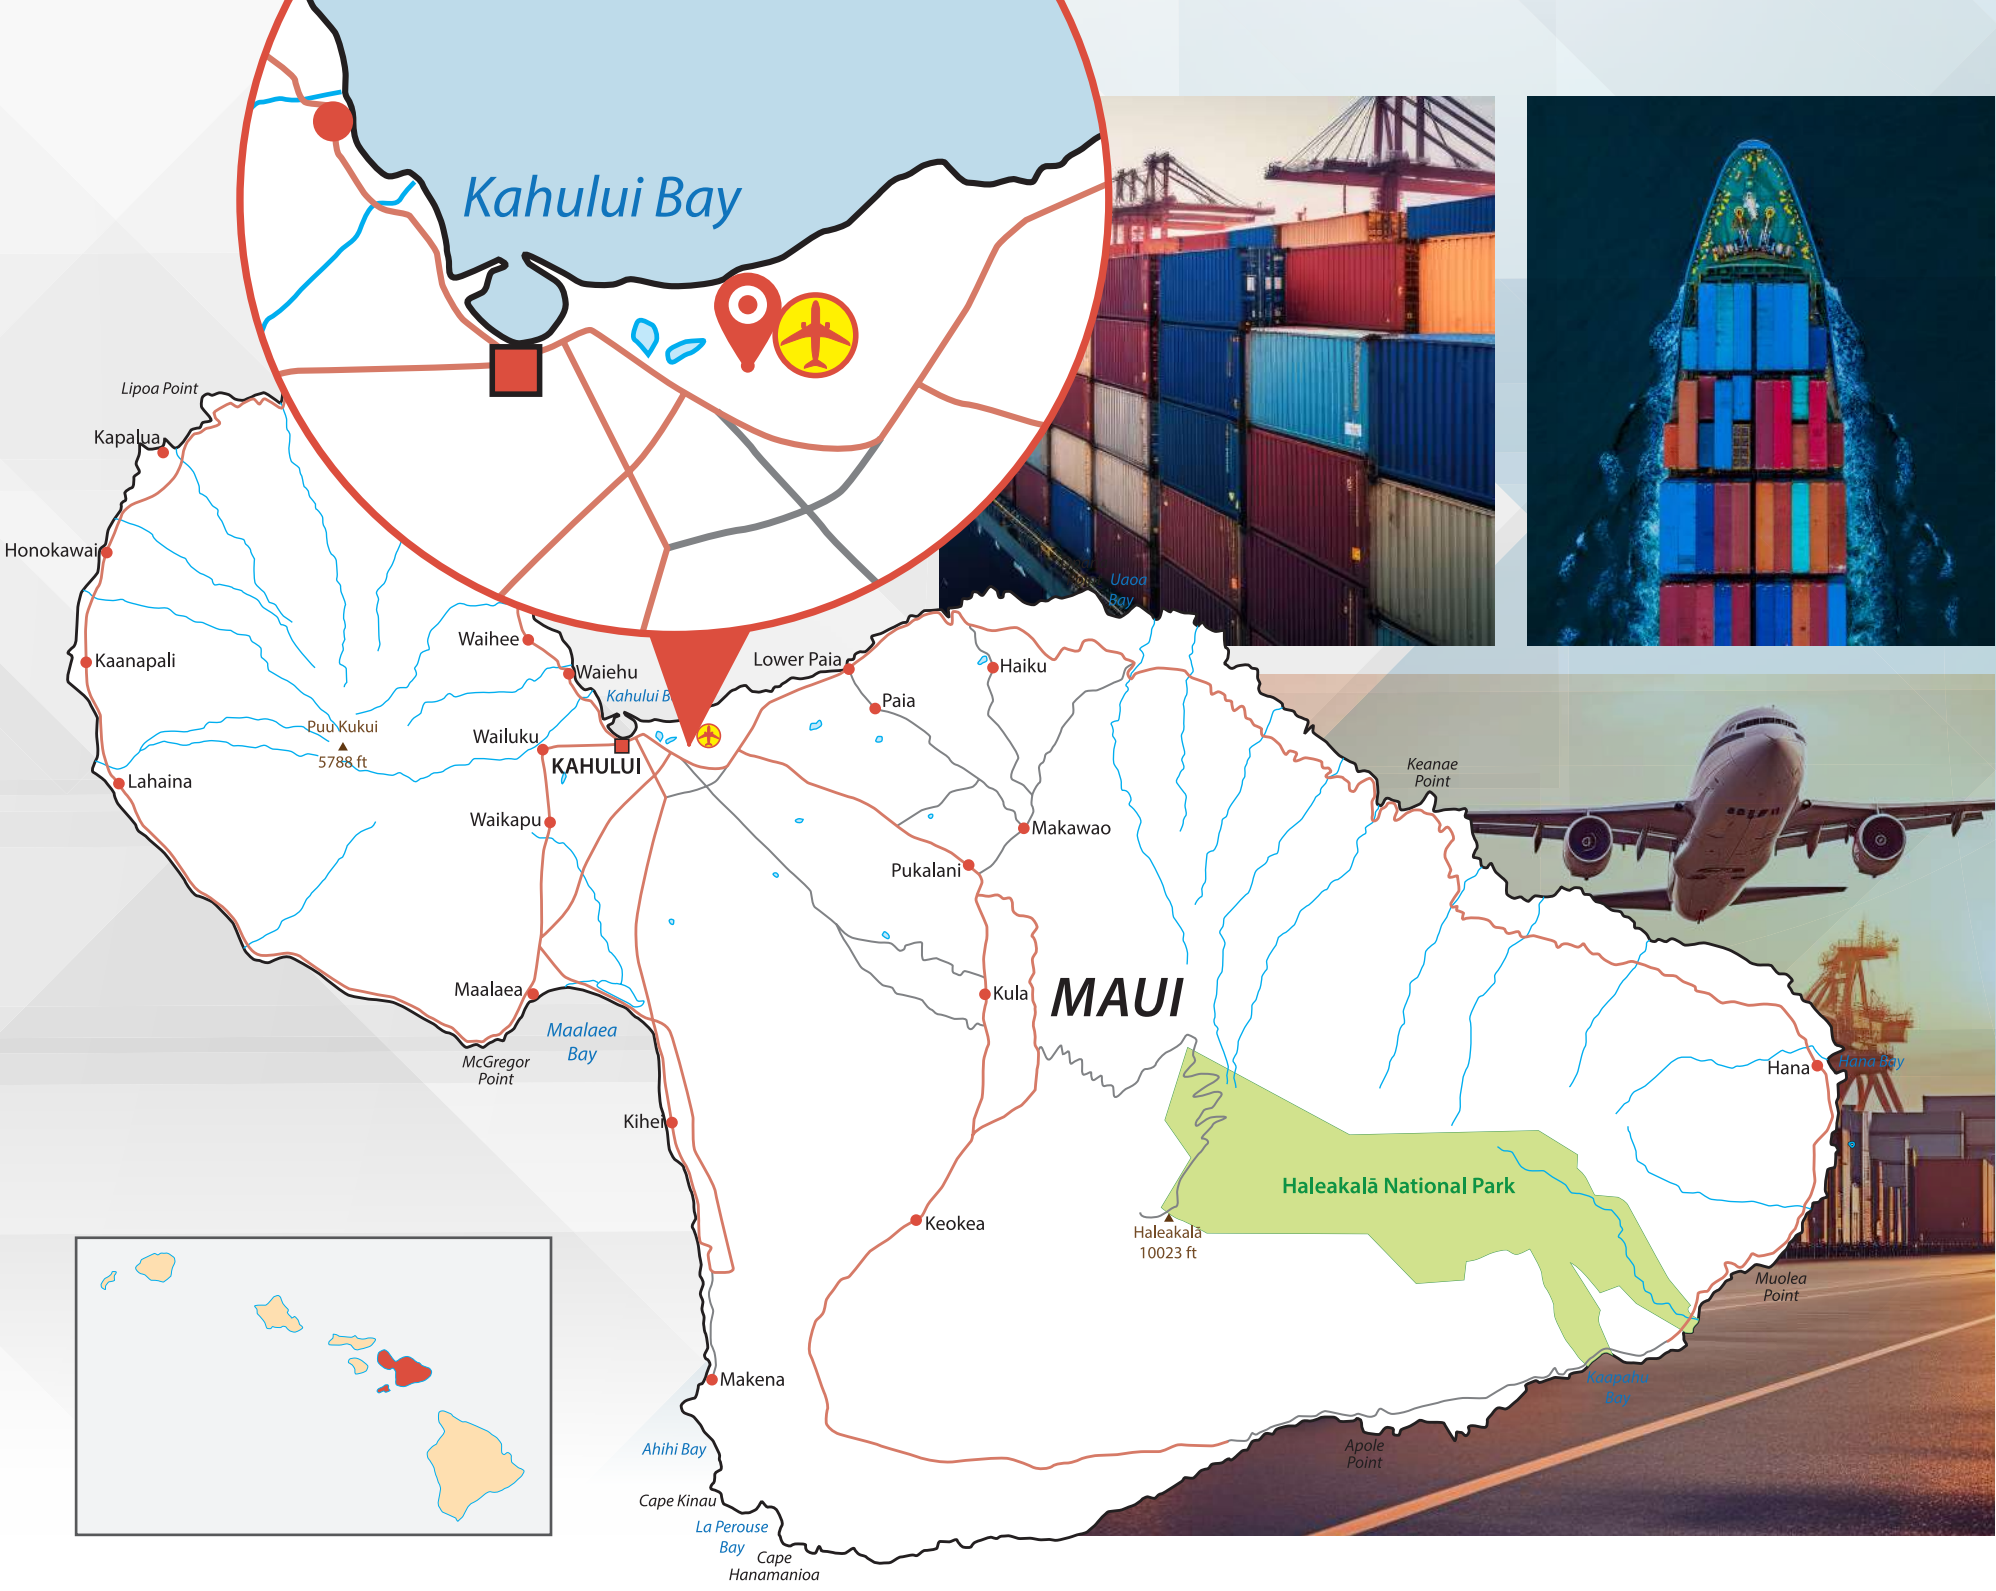 Kahului Bay
Lipoa Point
Kapalua
Honokawai
Uaoa
Bay
Waihee
Kaanapali
Waiehu
Lower Paia
Haiku
Kahului B
Paia
Puu Kukui
5788 ft
Wailuku
KAHULUI
Keanae
Point
Lahaina
Waikapu
Makawao
Pukalani
Maalaea
Kula
MAUI
Maalaea
Bay
McGregor
Point
Hana
Hana Bay
Kihei
Haleakalā National Park
Keokea
Haleakalā
10023 ft
Muolea
Point
Makena
Kaapahu
Bay
Ahihi Bay
Apole
Point
Cape Kinau
La Perouse
Bay
Cape
Hanamanioa